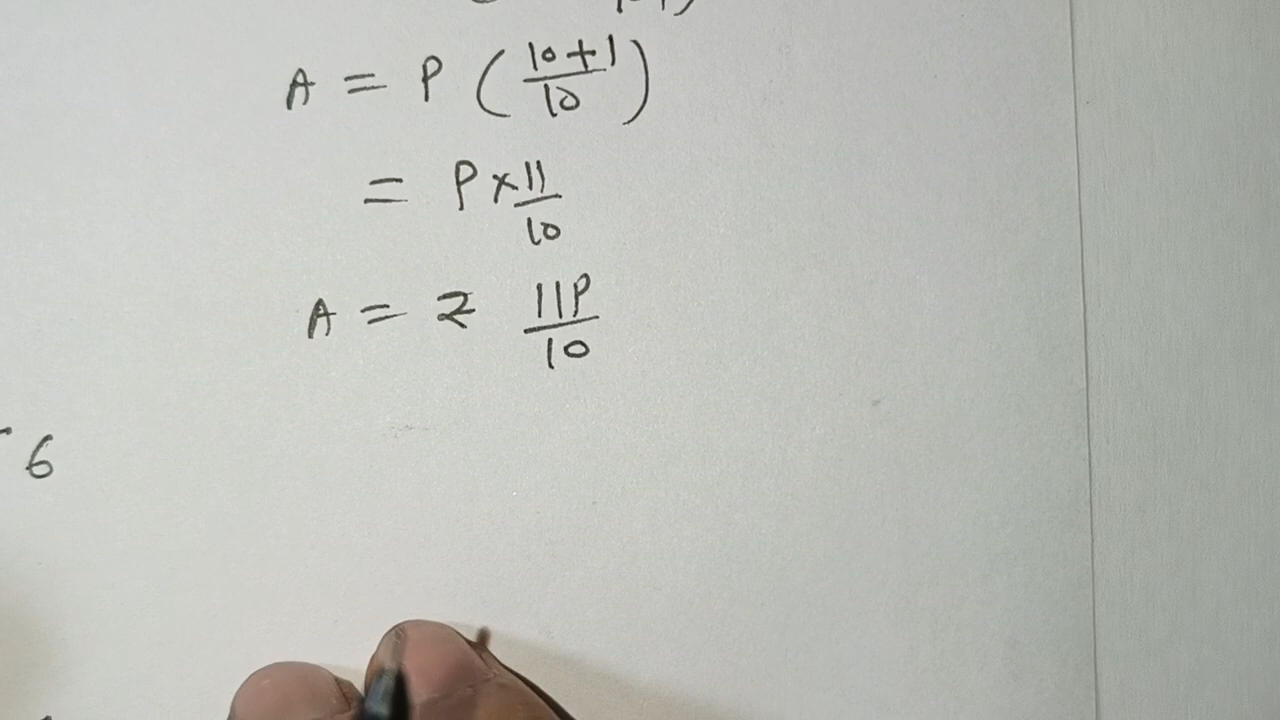 A = P ( 10+1 / 10 )
= P × 11 / 10
A = ₹ 11P / 10
6